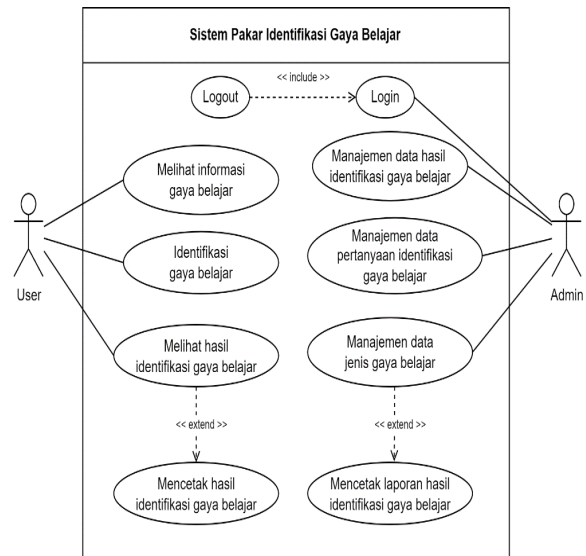 Sistem Pakar Identifikasi Gaya Belajar
<< include >>
Logout
Login
Melihat informasi
gaya belajar
Manajemen data hasil
identifikasi gaya belajar
Identifikasi
gaya belajar
Manajemen data
pertanyaan identifikasi
gaya belajar
User
Admin
Melihat hasil
identifikasi gaya belajar
Manajemen data
jenis gaya belajar
<< extend >>
<< extend >>
Mencetak hasil
identifikasi gaya belajar
Mencetak laporan hasil
identifikasi gaya belajar